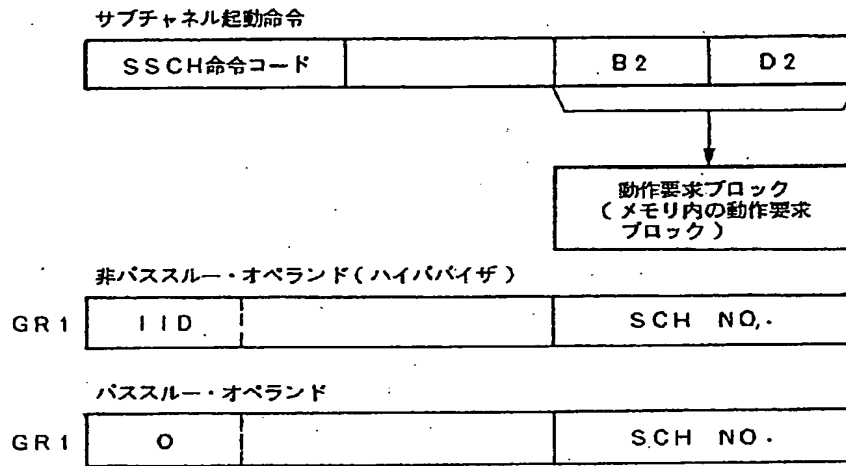 サブチャネル起動命令
SSCH命令コード B2 D2
動作要求ブロック
(メモリ内の動作要求
ブロック)
非パススルー・オペランド(ハイパバイザ)
GR1 IID SCH NO.
パススルー・オペランド
GR1 0 SCH NO.